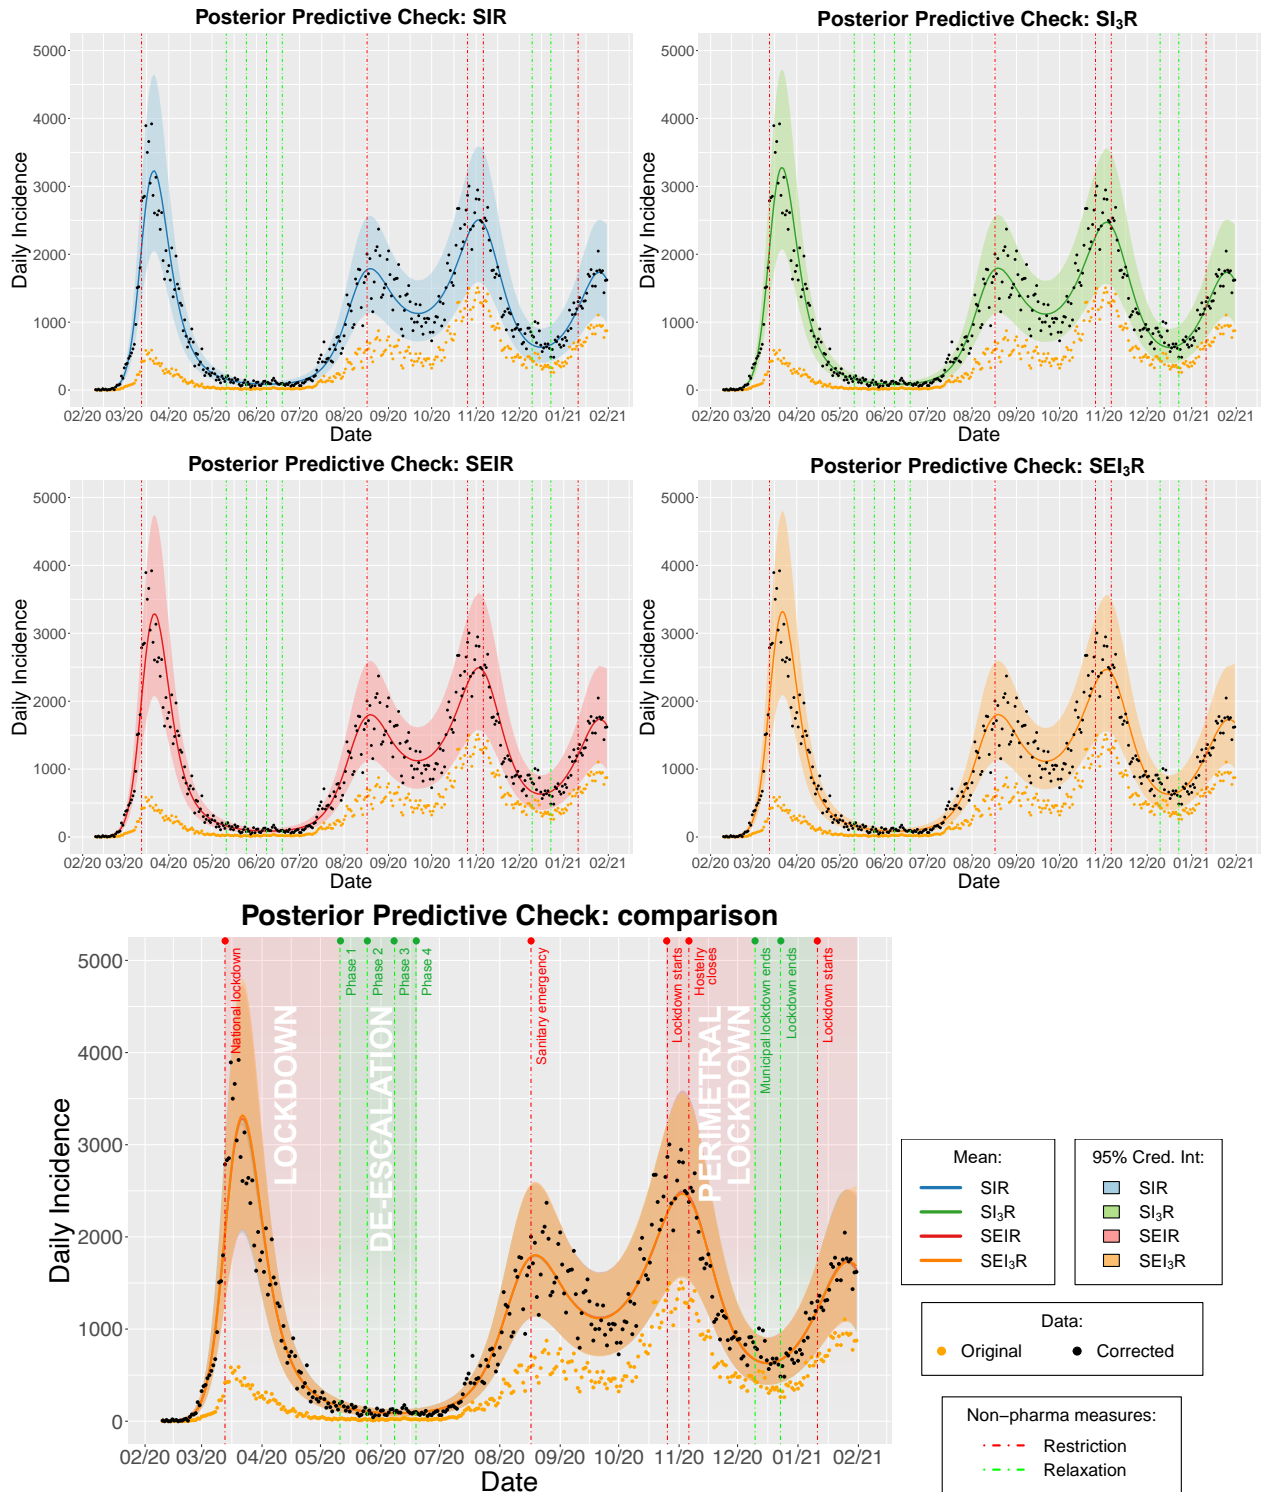 Posterior Predictive Check: SIR
5000
4000
3000
2000
1000
0
Daily Incidence
02/20 03/20 04/20 05/20 06/20 07/20 08/20 09/20 10/20 11/20 12/20 01/21 02/21
Date
Posterior Predictive Check: SI₃R
5000
4000
3000
2000
1000
0
Daily Incidence
02/20 03/20 04/20 05/20 06/20 07/20 08/20 09/20 10/20 11/20 12/20 01/21 02/21
Date
Posterior Predictive Check: SEIR
5000
4000
3000
2000
1000
0
Daily Incidence
02/20 03/20 04/20 05/20 06/20 07/20 08/20 09/20 10/20 11/20 12/20 01/21 02/21
Date
Posterior Predictive Check: SEI₃R
5000
4000
3000
2000
1000
0
Daily Incidence
02/20 03/20 04/20 05/20 06/20 07/20 08/20 09/20 10/20 11/20 12/20 01/21 02/21
Date
Posterior Predictive Check: comparison
5000
4000
3000
2000
1000
0
Daily Incidence
National lockdown
LOCKDOWN
Phase 1
Phase 2
Phase 3
Phase 4
DE-ESCALATION
Sanitary emergency
Lockdown starts
Hostelry
closes
PERIMETRAL
LOCKDOWN
Municipal lockdown ends
Lockdown ends
Lockdown starts
02/20 03/20 04/20 05/20 06/20 07/20 08/20 09/20 10/20 11/20 12/20 01/21 02/21
Date
Mean:
SIR
SI₃R
SEIR
SEI₃R
95% Cred. Int:
SIR
SI₃R
SEIR
SEI₃R
Data:
Original
Corrected
Non−pharma measures:
Restriction
Relaxation